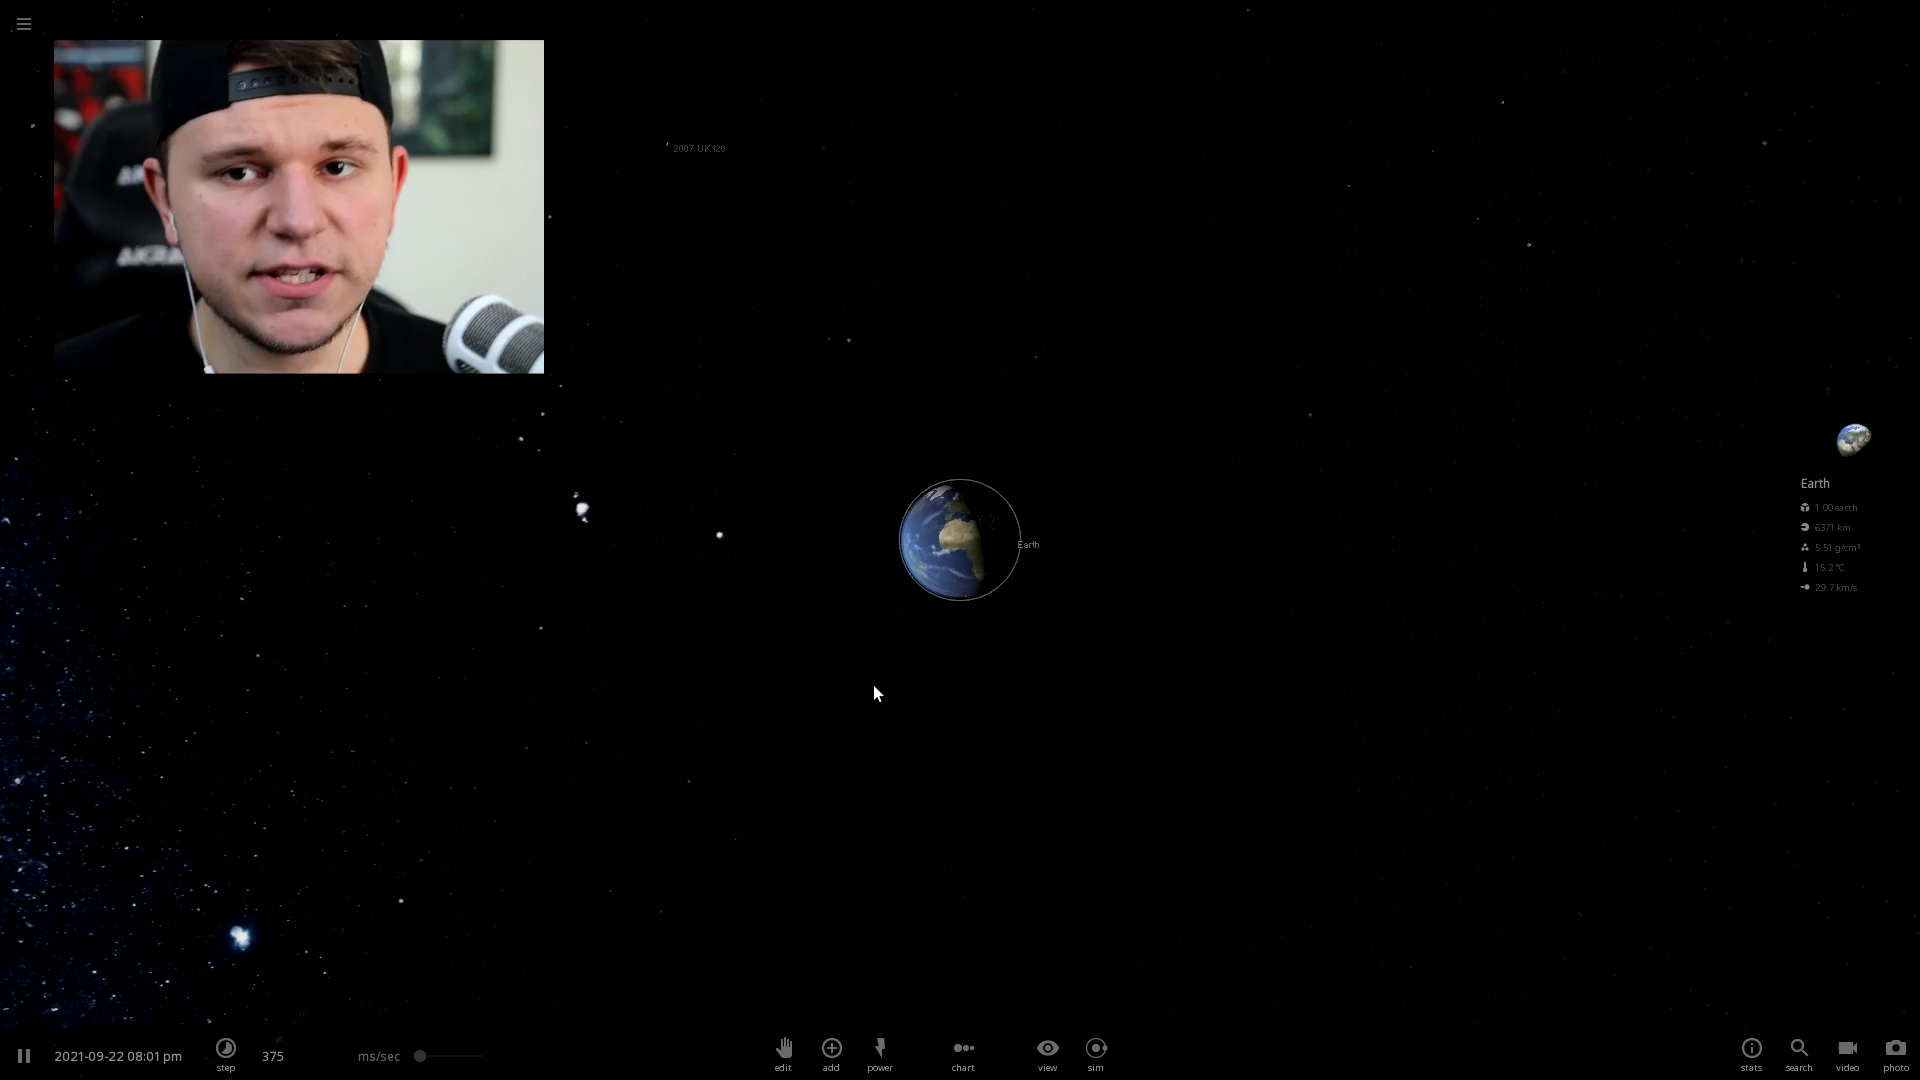 2007 UK126
Earth
Earth
1.00 earth
6371 km
5.51 g/cm³
15.2 °C
29.7 km/s
2021-09-22 08:01 pm
step
375
ms/sec
edit
add
power
chart
view
sim
stats
search
video
photo